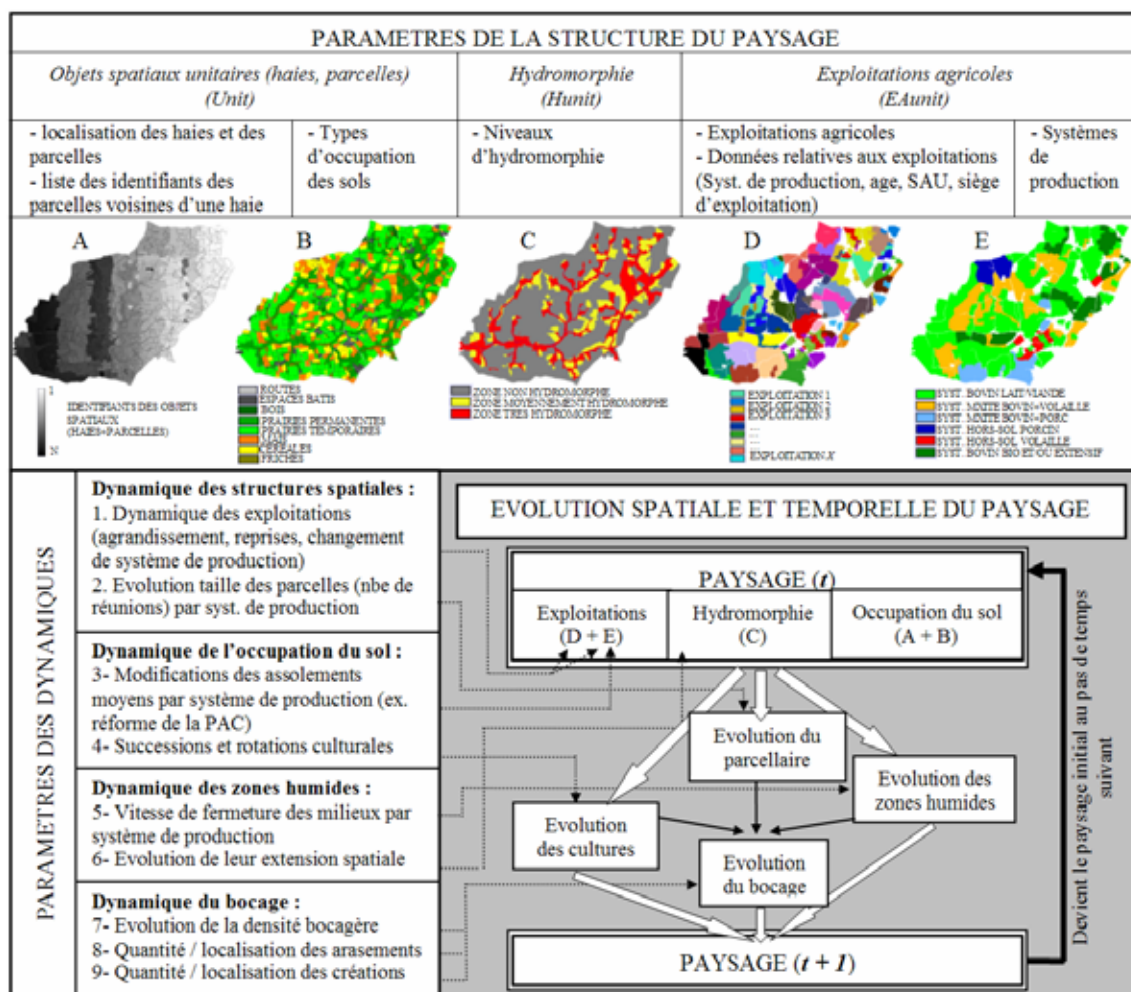 PARAMETRES DE LA STRUCTURE DU PAYSAGE
Objets spatiaux unitaires (haies, parcelles)
(Unit)
Hydromorphie
(Hunit)
Exploitations agricoles
(EAunit)
- localisation des haies et des
parcelles
- liste des identifiants des
parcelles voisines d'une haie
- Types
d'occupation
des sols
- Niveaux
d'hydromorphie
- Exploitations agricoles
- Données relatives aux exploitations
(Syst. de production, age, SAU, siège
d'exploitation)
- Systèmes
de
production
A
B
C
D
E
1
N
IDENTIFIANTS DES OBJETS
SPATIAUX
(HAIES+PARCELLES)
ROUTES
ESPACES BATIS
BOIS
PRAIRIES PERMANENTES
PRAIRIES TEMPORAIRES
CEREALES
FRICHES
ZONE NON HYDROMORPHE
ZONE MOYENNEMENT HYDROMORPHE
ZONE TRES HYDROMORPHE
EXPLOITATION 1
...
...
EXPLOITATION X
SYST. BOVIN LAIT/VIANDE
SYST. MIXTE BOVIN+VOLAILLE
SYST. MIXTE BOVIN+PORC
SYST. HORS-SOL PORCIN
SYST. HORS-SOL VOLAILLE
SYST. BOVIN BIO ET OU EXTENSIF
PARAMETRES DES DYNAMIQUES
Dynamique des structures spatiales :
1. Dynamique des exploitations
(agrandissement, reprises, changement
de système de production)
2. Evolution taille des parcelles (nbe de
réunions) par syst. de production
Dynamique de l'occupation du sol :
3- Modifications des assolements
moyens par système de production (ex.
réforme de la PAC)
4- Successions et rotations culturales
Dynamique des zones humides :
5- Vitesse de fermeture des milieux par
système de production
6- Evolution de leur extension spatiale
Dynamique du bocage :
7- Evolution de la densité bocagère
8- Quantité / localisation des arasements
9- Quantité / localisation des créations
EVOLUTION SPATIALE ET TEMPORELLE DU PAYSAGE
PAYSAGE (t)
Exploitations
(D + E)
Hydromorphie
(C)
Occupation du sol
(A + B)
Evolution du
parcellaire
Evolution des
zones humides
Evolution
des cultures
Evolution
du bocage
PAYSAGE (t + 1)
Devient le paysage initial au pas de temps
suivant